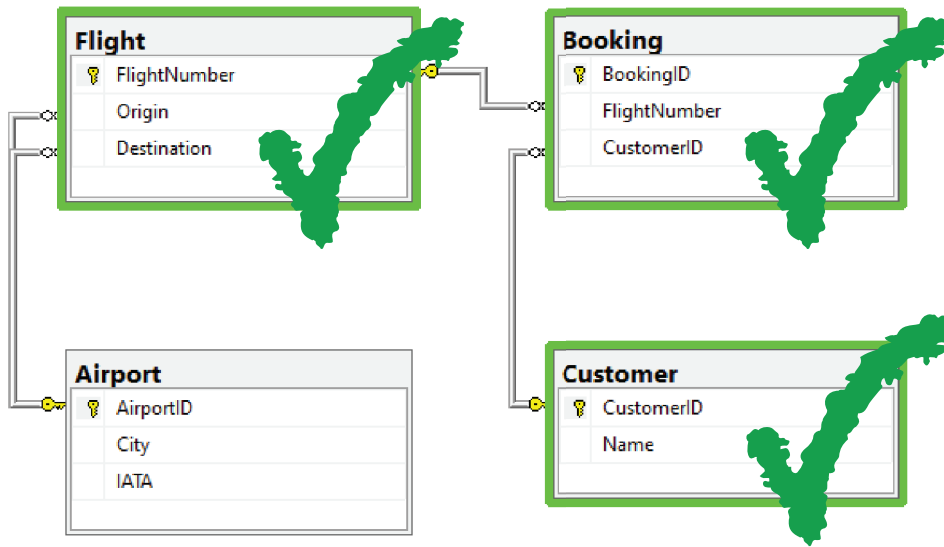 Flight
FlightNumber
Origin
Destination
Booking
BookingID
FlightNumber
CustomerID
Airport
AirportID
City
IATA
Customer
CustomerID
Name